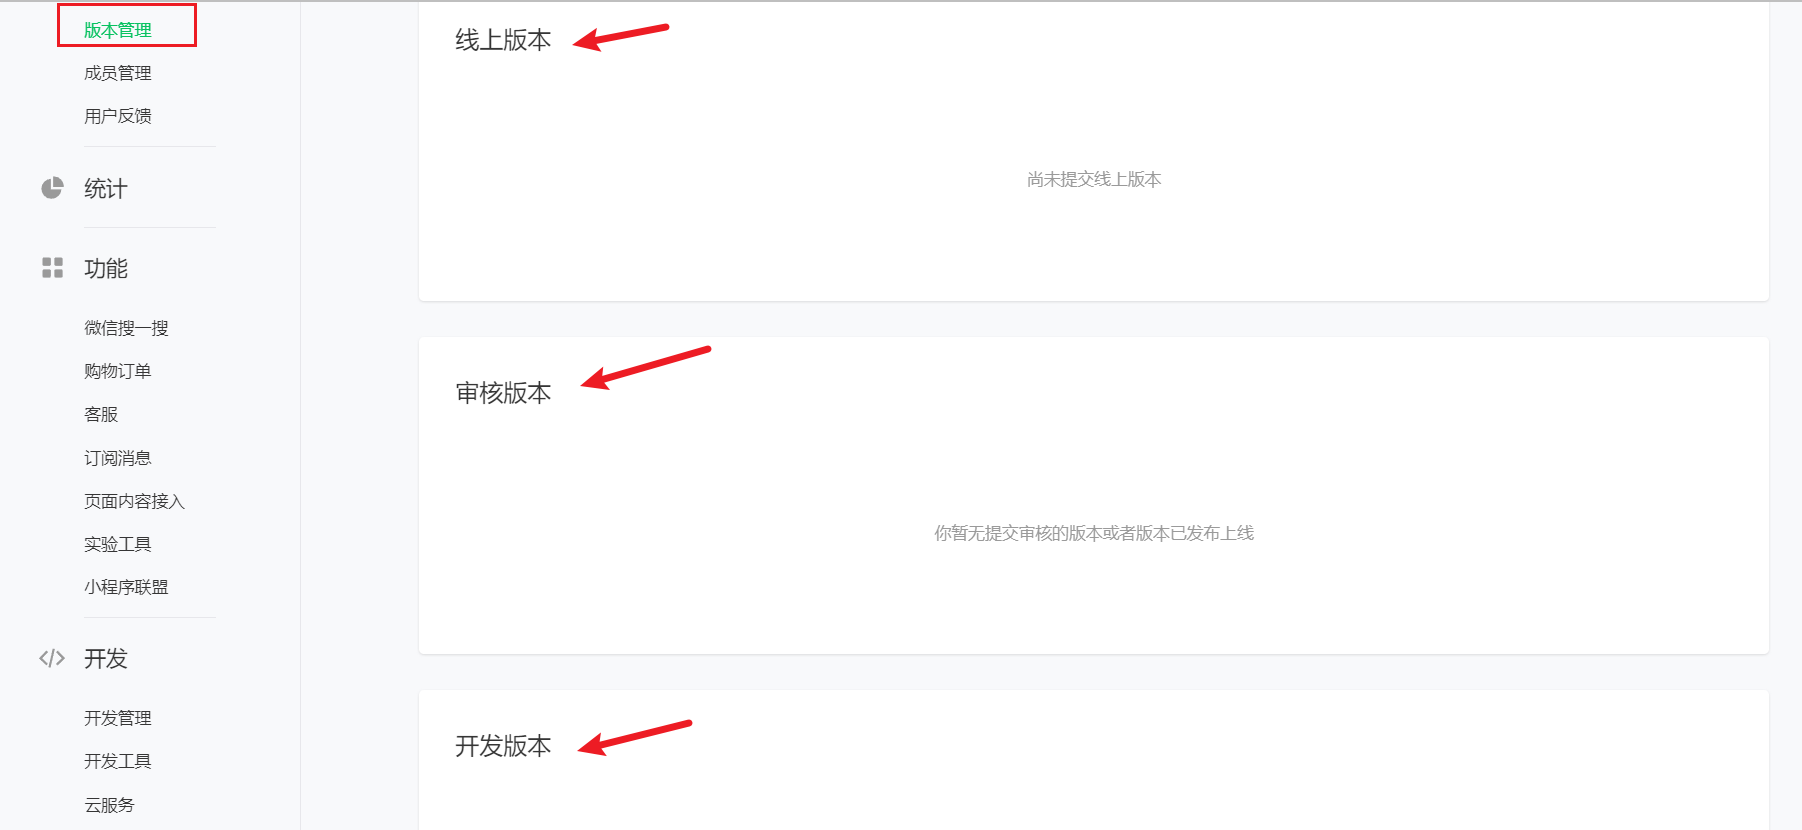 版本管理
成员管理
用户反馈
统计
功能
微信搜一搜
购物订单
客服
订阅消息
页面内容接入
实验工具
小程序联盟
开发
开发管理
开发工具
云服务
线上版本
尚未提交线上版本
审核版本
你暂无提交审核的版本或者版本已发布上线
开发版本